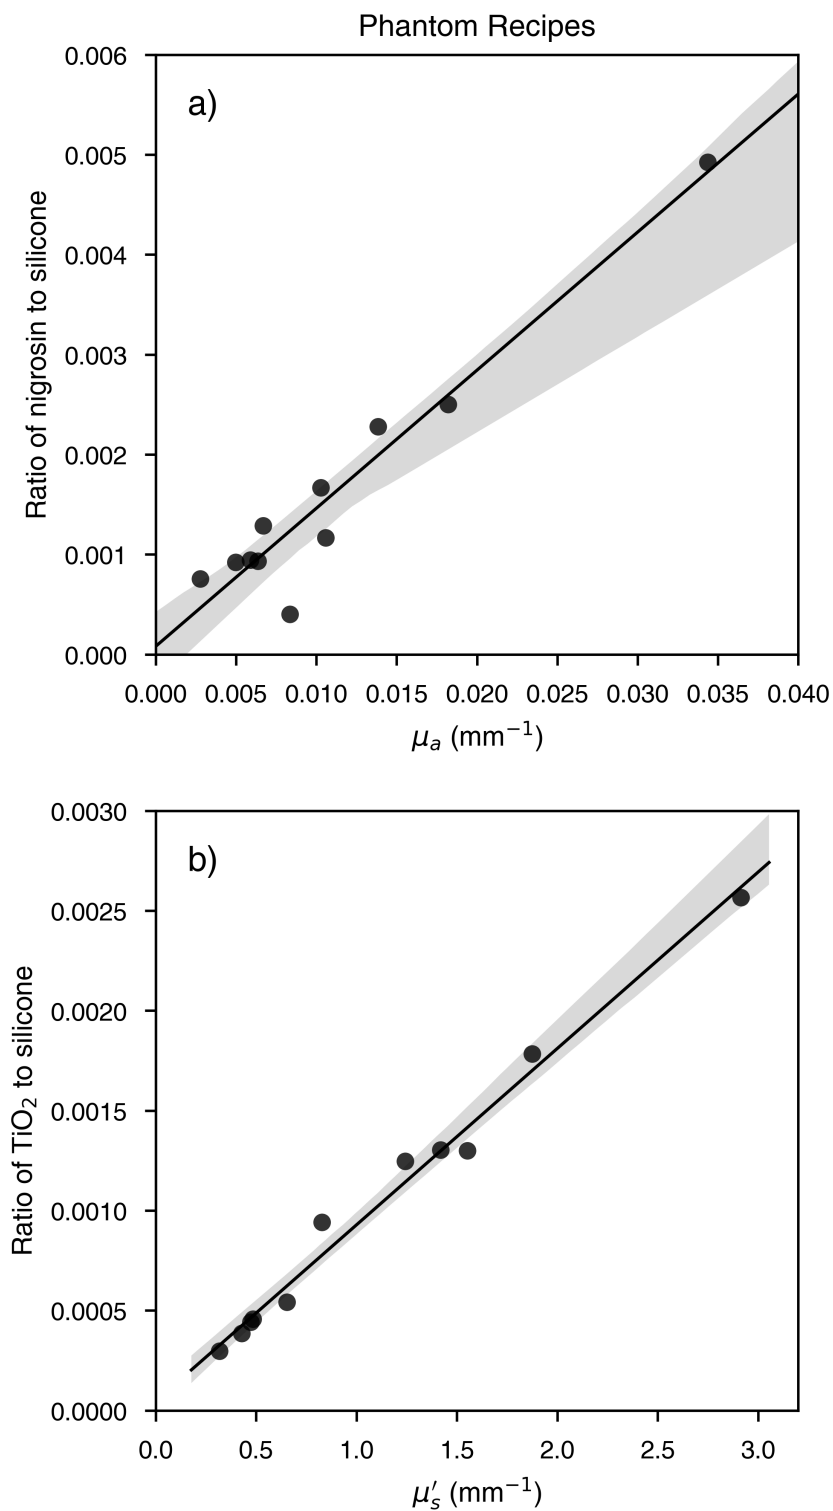 Phantom Recipes
a)
0.006
0.005
0.004
0.003
0.002
0.001
0.000
Ratio of nigrosin to silicone
0.000 0.005 0.010 0.015 0.020 0.025 0.030 0.035 0.040
μₐ (mm⁻¹)
b)
0.0030
0.0025
0.0020
0.0015
0.0010
0.0005
0.0000
Ratio of TiO₂ to silicone
0.0 0.5 1.0 1.5 2.0 2.5 3.0
μ′ₛ (mm⁻¹)